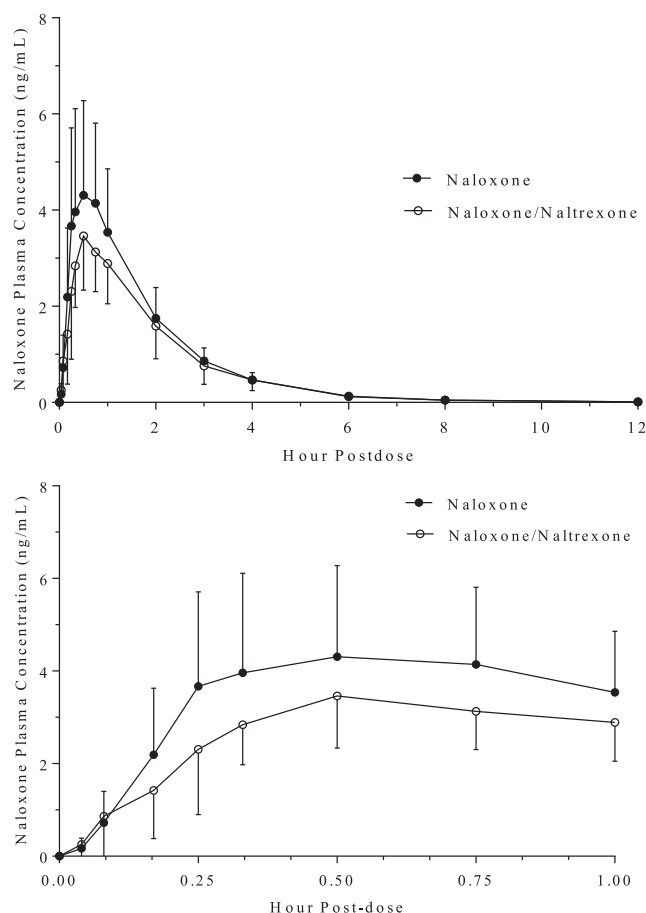 Naloxone Plasma Concentration (ng/mL)
8
6
4
2
0
Naloxone
Naloxone/Naltrexone
0 2 4 6 8 10 12
Hour Postdose
Naloxone Plasma Concentration (ng/mL)
8
6
4
2
0
Naloxone
Naloxone/Naltrexone
0.00 0.25 0.50 0.75 1.00
Hour Post-dose